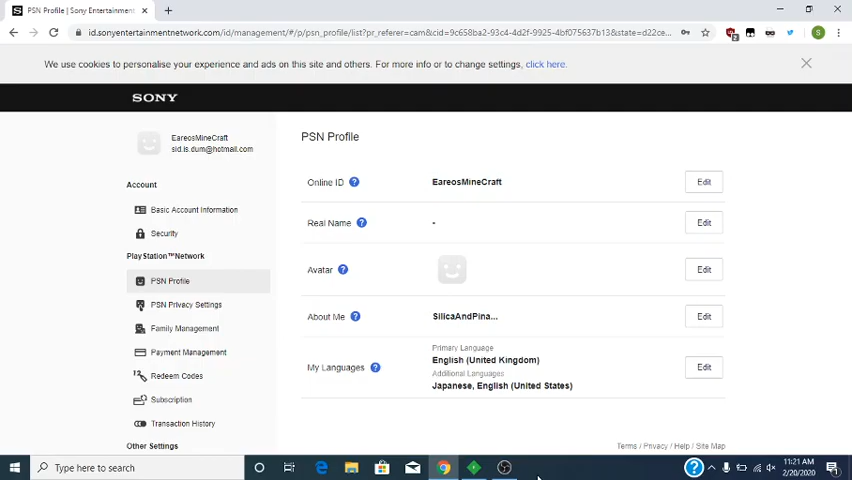 PSN Profile | Sony Entertainment
id.sonyentertainmentnetwork.com/id/management/#/p/psn_profile/list?pr_referer=cam&cid=9c658ba2-93c4-4d2f-9925-4bf075637b13&state=d22ce...
We use cookies to personalise your experience and ads on this site and others. For more info or to change settings, click here.
SONY
EareosMineCraft
sid.is.dum@hotmail.com
Account
Basic Account Information
Security
PlayStation™Network
PSN Profile
PSN Privacy Settings
Family Management
Payment Management
Redeem Codes
Subscription
Transaction History
Other Settings
PSN Profile
Online ID ? EareosMineCraft Edit
Real Name ? - Edit
Avatar ? Edit
About Me ? SilicaAndPina... Edit
Primary Language
My Languages ? English (United Kingdom) Edit
Additional Languages
Japanese, English (United States)
Terms / Privacy / Help / Site Map
Type here to search
11:21 AM
2/20/2020